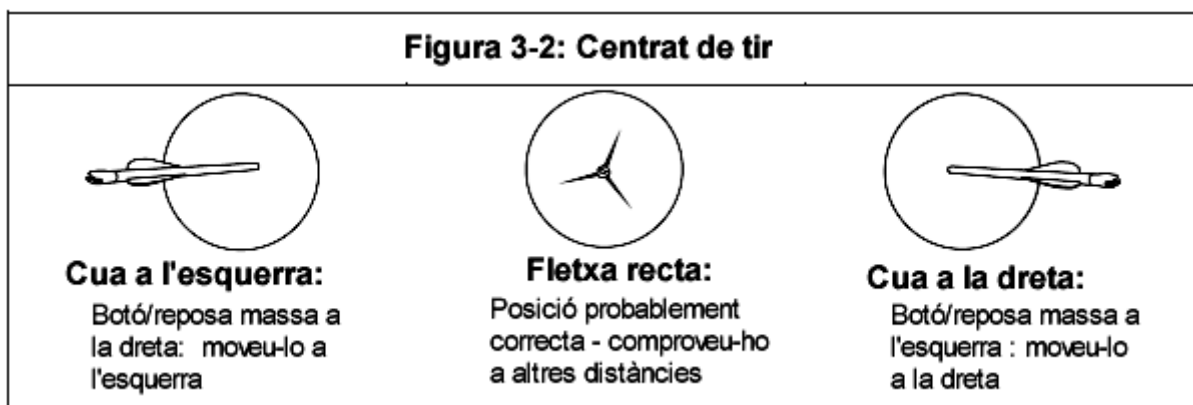 Figura 3-2: Centrat de tir
Cua a l'esquerra:
Botó/reposa massa a
la dreta: moveu-lo a
l'esquerra
Fletxa recta:
Posició probablement
correcta - comproveu-ho
a altres distàncies
Cua a la dreta:
Botó/reposa massa a
l'esquerra : moveu-lo
a la dreta